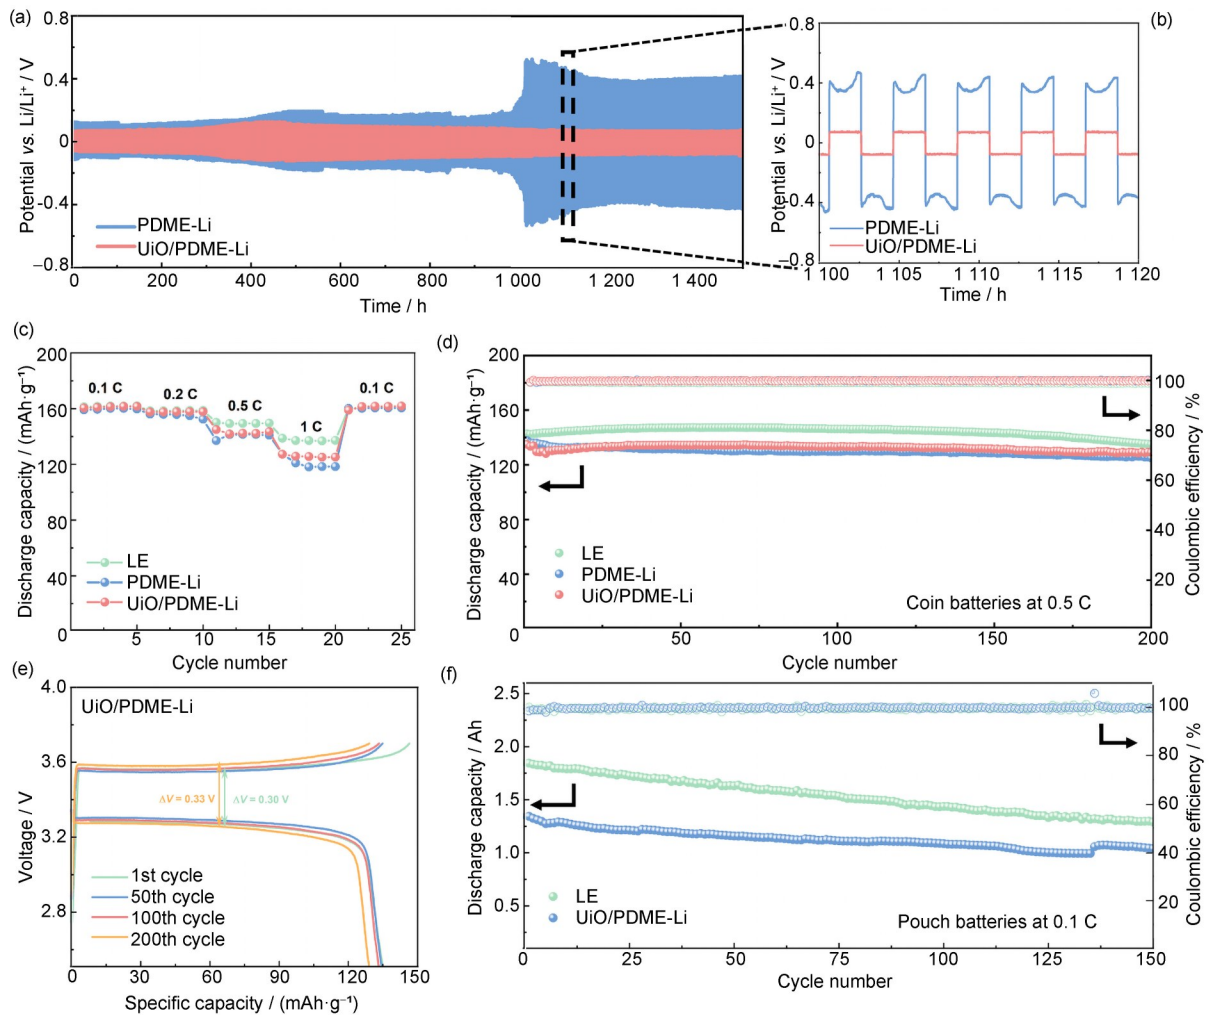 (a)
0.8
0.4
0
−0.4
−0.8
Potential vs. Li/Li⁺ / V
PDME-Li
UiO/PDME-Li
0
200
400
600
800
1 000
1 200
1 400
Time / h
(b)
0.8
0.4
0
−0.4
−0.8
Potential vs. Li/Li⁺ / V
PDME-Li
UiO/PDME-Li
1 100
1 105
1 110
1 115
1 120
Time / h
(c)
200
160
120
80
40
0
Discharge capacity / (mAh·g⁻¹)
0.1 C
0.2 C
0.5 C
1 C
0.1 C
LE
PDME-Li
UiO/PDME-Li
5
10
15
20
25
Cycle number
(d)
200
160
120
80
40
0
Discharge capacity / (mAh·g⁻¹)
100
80
60
40
20
Coulombic efficiency / %
LE
PDME-Li
UiO/PDME-Li
Coin batteries at 0.5 C
50
100
150
200
Cycle number
(e)
4.0
3.6
3.2
2.8
Voltage / V
UiO/PDME-Li
ΔV = 0.33 V
ΔV = 0.30 V
1st cycle
50th cycle
100th cycle
200th cycle
0
30
60
90
120
150
Specific capacity / (mAh·g⁻¹)
(f)
2.5
2.0
1.5
1.0
0.5
Discharge capacity / Ah
100
80
60
40
20
Coulombic efficiency / %
LE
UiO/PDME-Li
Pouch batteries at 0.1 C
0
25
50
75
100
125
150
Cycle number